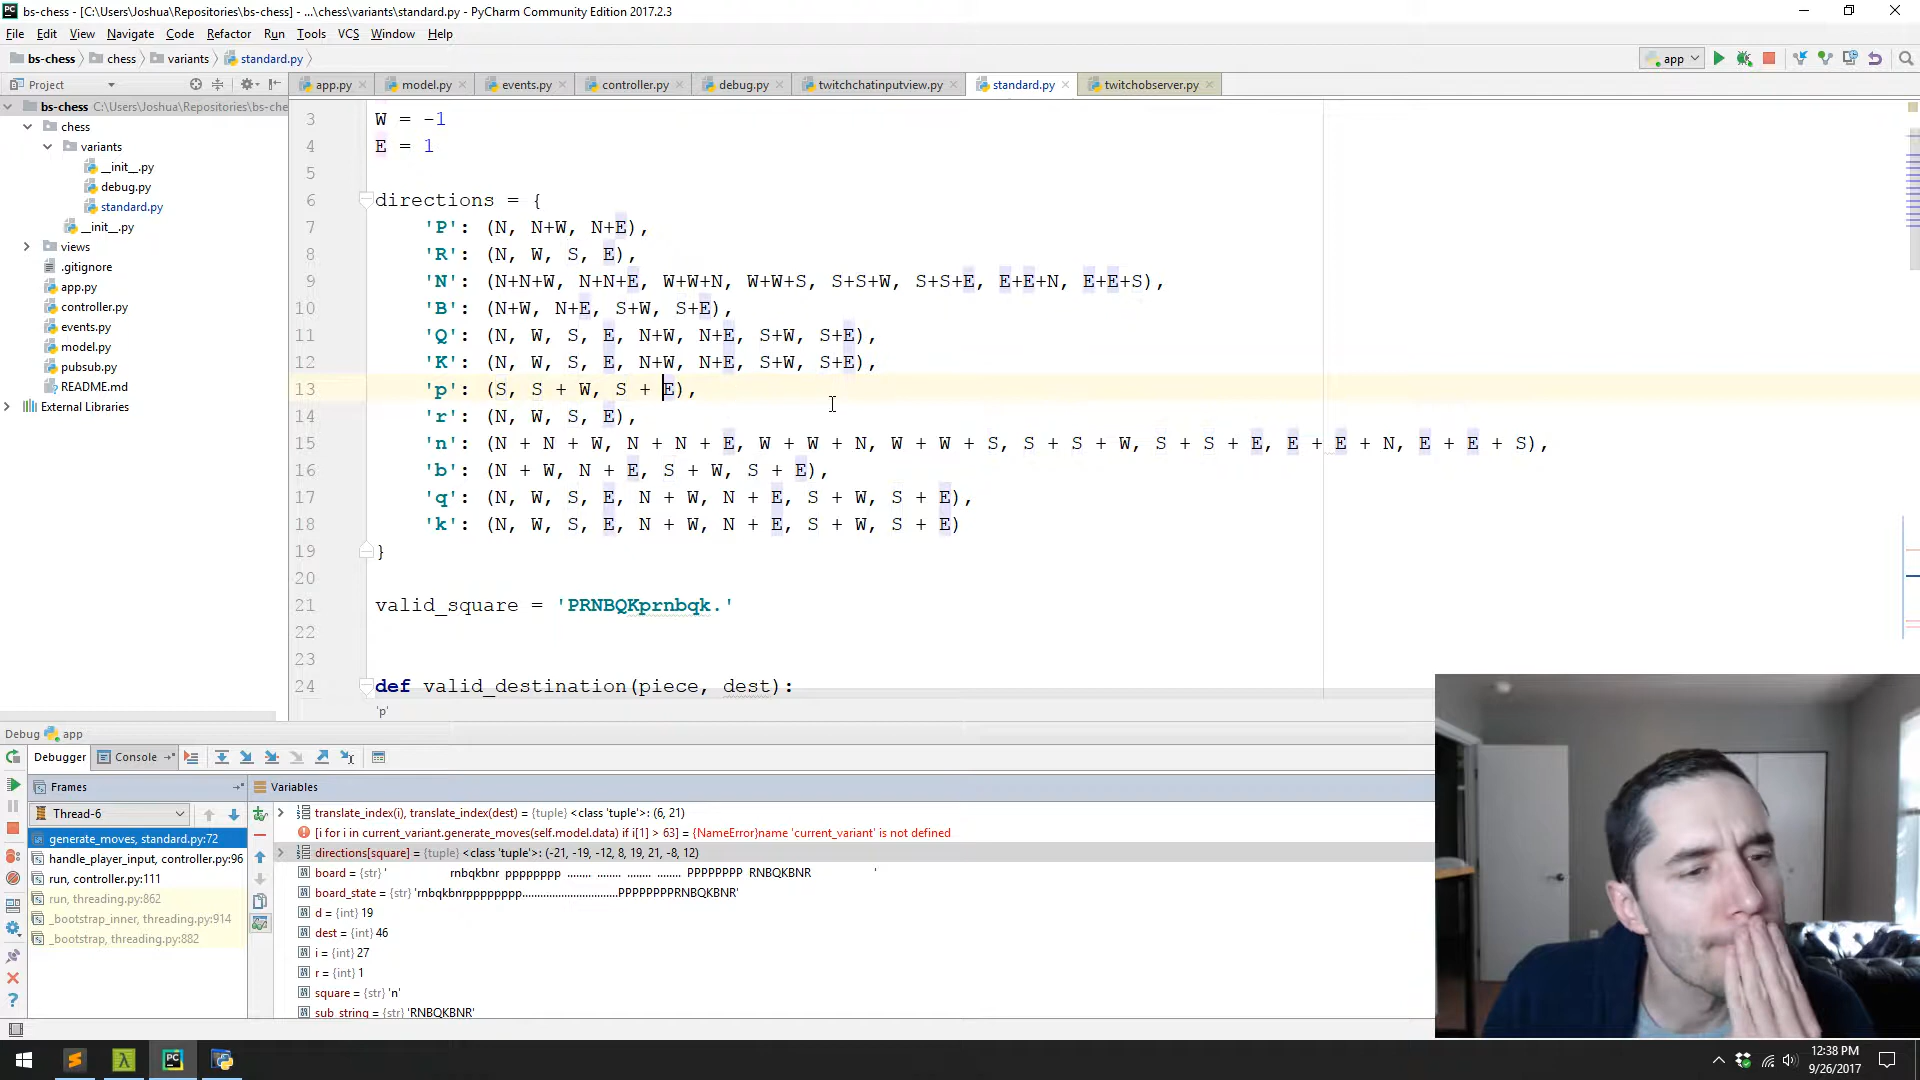 bs-chess - [C:\Users\Joshua\Repositories\bs-chess] - ...\chess\variants\standard.py - PyCharm Community Edition 2017.2.3
File Edit View Navigate Code Refactor Run Tools VCS Window Help
bs-chess chess variants standard.py app
Project app.py model.py events.py controller.py debug.py twitchchatinputview.py standard.py twitchobserver.py
bs-chess C:\Users\Joshua\Repositories\bs-che
chess
variants
__init__.py
debug.py
standard.py
__init__.py
views
.gitignore
app.py
controller.py
events.py
model.py
pubsub.py
README.md
External Libraries
3 W = -1
4 E = 1
5
6 directions = {
7 'P': (N, N+W, N+E),
8 'R': (N, W, S, E),
9 'N': (N+N+W, N+N+E, W+W+N, W+W+S, S+S+W, S+S+E, E+E+N, E+E+S),
10 'B': (N+W, N+E, S+W, S+E),
11 'Q': (N, W, S, E, N+W, N+E, S+W, S+E),
12 'K': (N, W, S, E, N+W, N+E, S+W, S+E),
13 'p': (S, S + W, S + E),
14 'r': (N, W, S, E),
15 'n': (N + N + W, N + N + E, W + W + N, W + W + S, S + S + W, S + S + E, E + E + N, E + E + S),
16 'b': (N + W, N + E, S + W, S + E),
17 'q': (N, W, S, E, N + W, N + E, S + W, S + E),
18 'k': (N, W, S, E, N + W, N + E, S + W, S + E)
19 }
20
21 valid_square = 'PRNBQKprnbqk.'
22
23
24 def valid_destination(piece, dest):
'p'
Debug app
Debugger Console
Frames
Thread-6
generate_moves, standard.py:72
handle_player_input, controller.py:96
run, controller.py:111
run, threading.py:862
_bootstrap_inner, threading.py:914
_bootstrap, threading.py:882
Variables
translate_index(i), translate_index(dest) = {tuple} <class 'tuple'>: (6, 21)
[i for i in current_variant.generate_moves(self.model.data) if i[1] > 63] = {NameError}name 'current_variant' is not defined
directions[square] = {tuple} <class 'tuple'>: (-21, -19, -12, 8, 19, 21, -8, 12)
board = {str} ' rnbqkbnr pppppppp ........ ........ ........ ........ PPPPPPPP RNBQKBNR '
board_state = {str} 'rnbqkbnrpppppppp................................PPPPPPPPRNBQKBNR'
d = {int} 19
dest = {int} 46
i = {int} 27
r = {int} 1
square = {str} 'n'
sub_string = {str} 'RNBQKBNR'
12:38 PM
9/26/2017